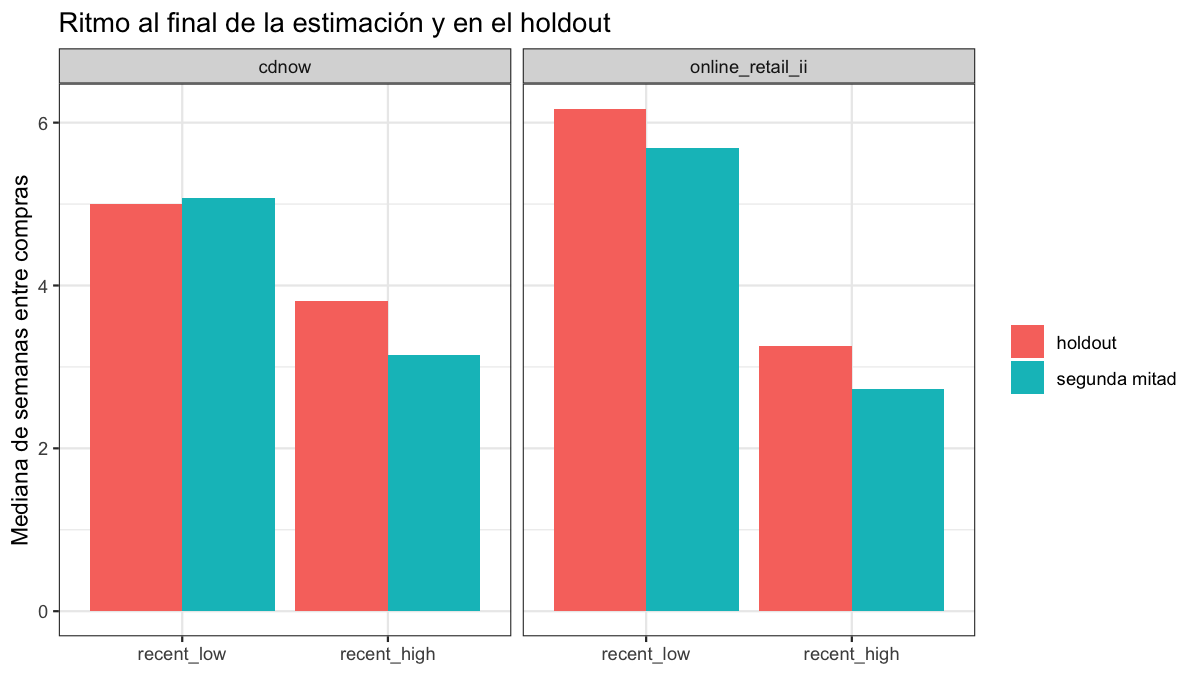 Ritmo al final de la estimación y en el holdout
cdnow
online_retail_ii
Mediana de semanas entre compras
6
4
2
0
recent_low
recent_high
recent_low
recent_high
holdout
segunda mitad